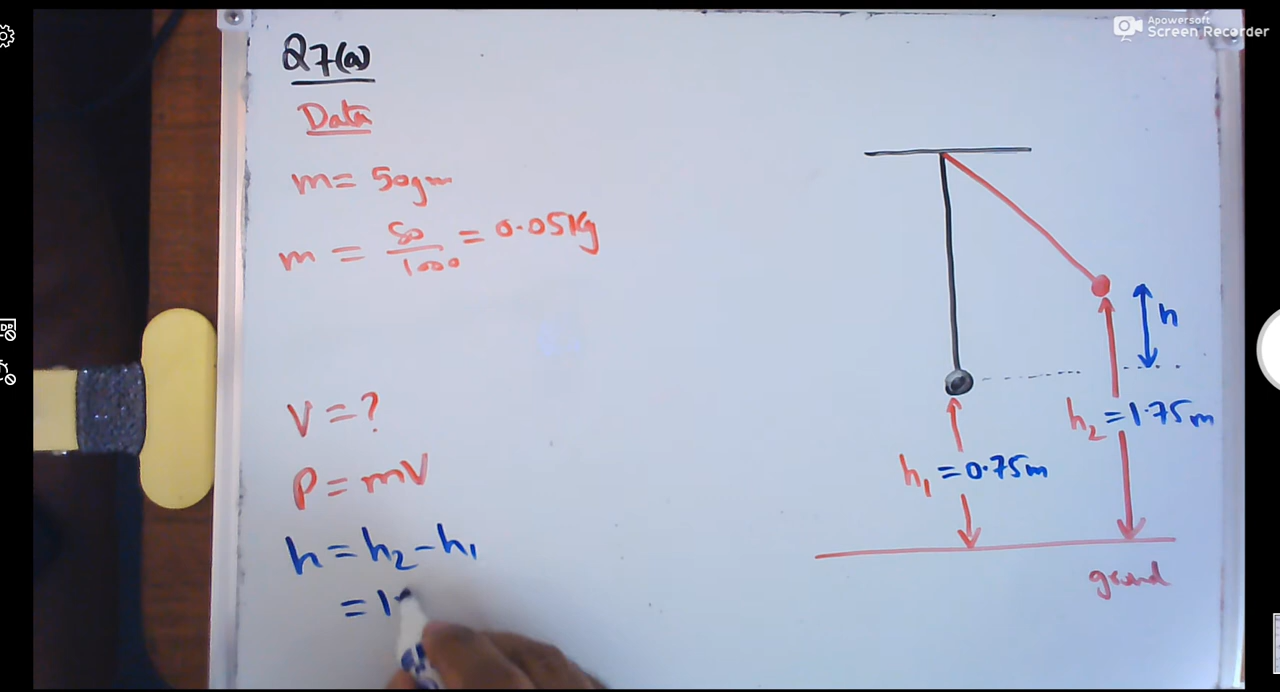 Apowersoft
Screen Recorder
Q7(a)
Data
m = 50gm
m = 50/1000 = 0.05Kg
V = ?
P = mV
h = h₂ - h₁
= 1.
h
h₂ = 1.75m
h₁ = 0.75m
ground